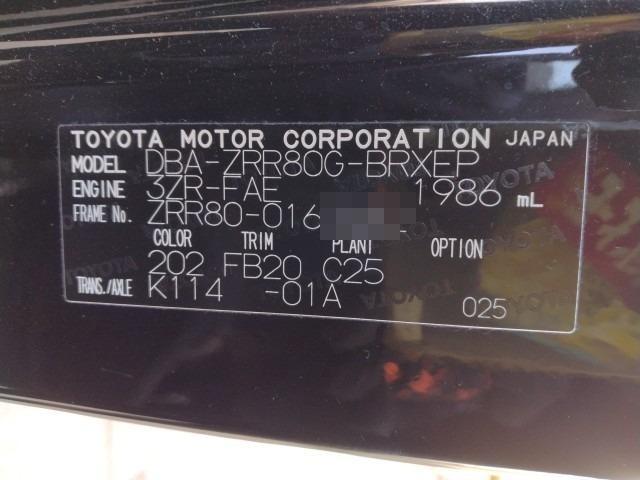 TOYOTA MOTOR CORPORATION JAPAN
MODEL DBA-ZRR80G-BRXEP
ENGINE 3ZR-FAE 1986 mL
FRAME No. ZRR80-016
COLOR TRIM PLANT OPTION
202 FB20 C25
TRANS./AXLE K114 -01A 025